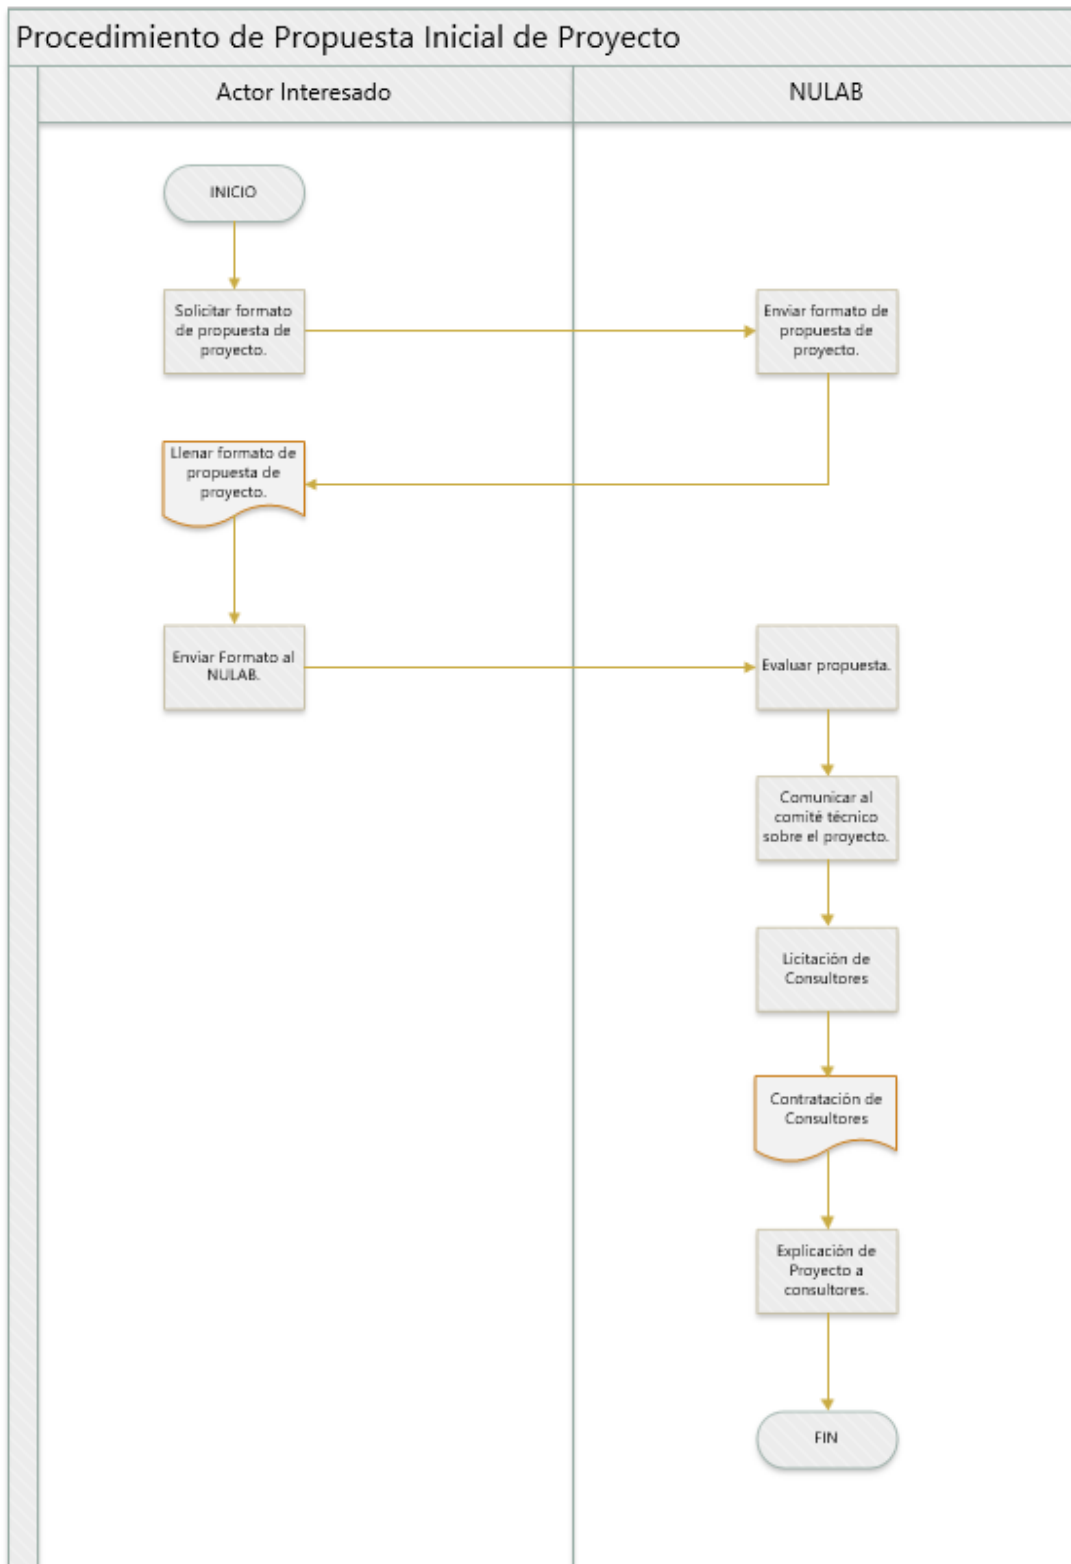 Procedimiento de Propuesta Inicial de Proyecto
Actor Interesado
NULAB
INICIO
Solicitar formato
de propuesta de
proyecto.
Enviar formato de
propuesta de
proyecto.
Llenar formato de
propuesta de
proyecto.
Enviar Formato al
NULAB.
Evaluar propuesta.
Comunicar al
comité técnico
sobre el proyecto.
Licitación de
Consultores
Contratación de
Consultores
Explicación de
Proyecto a
consultores.
FIN